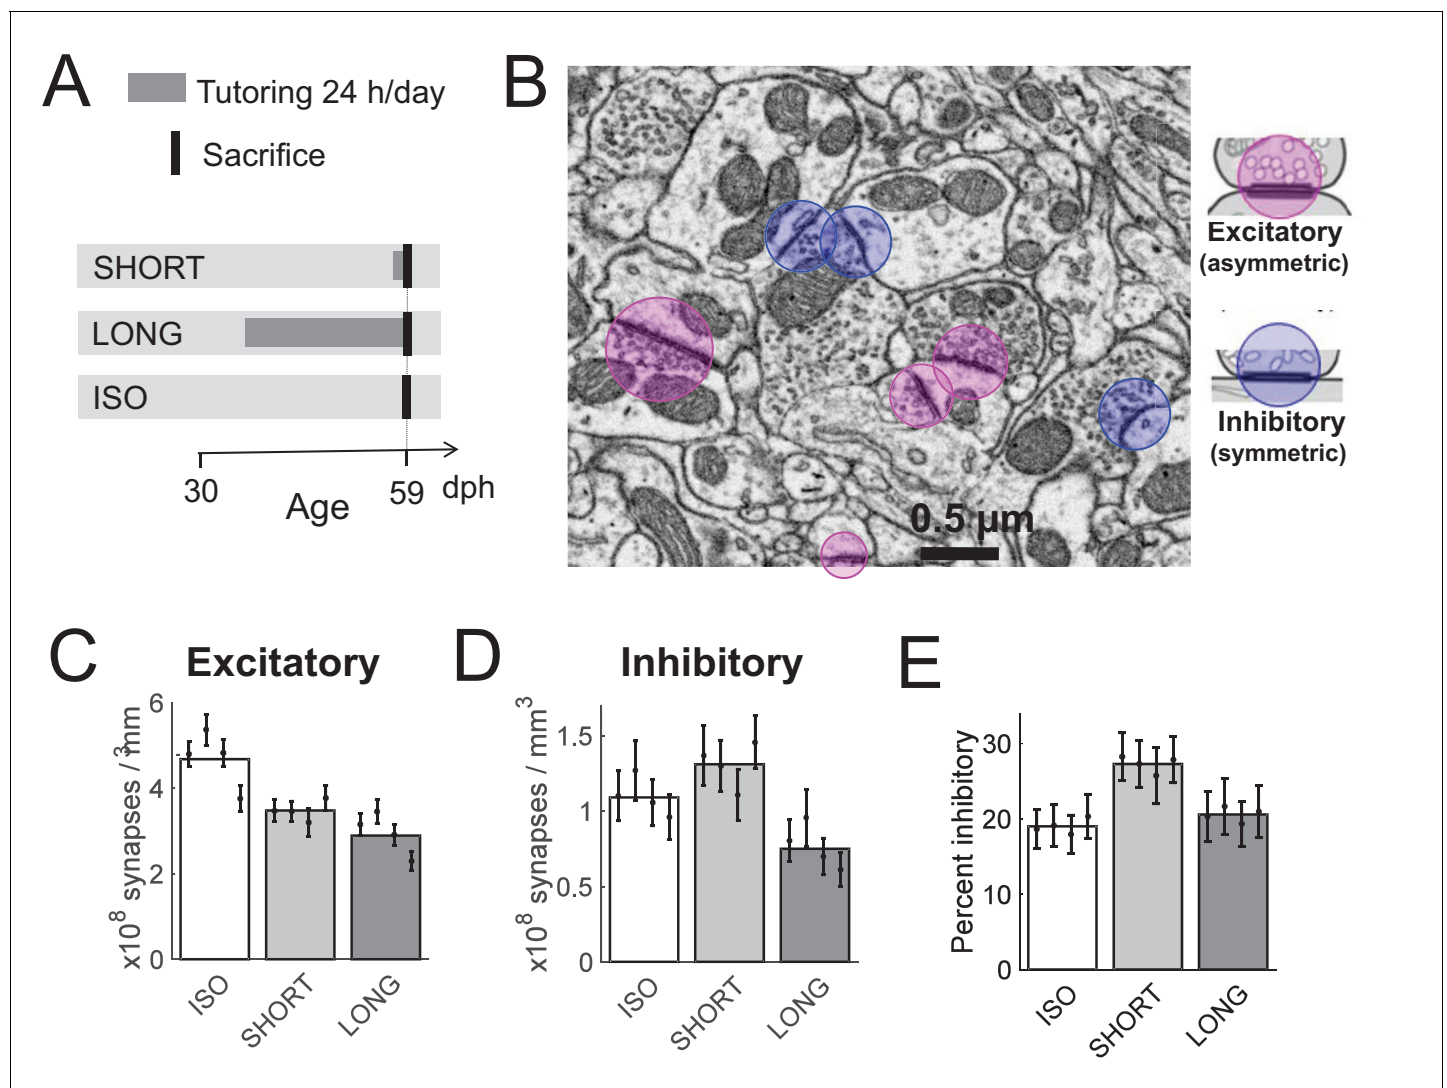 A
Tutoring 24 h/day
Sacrifice
SHORT
LONG
ISO
30
59
dph
Age
B
0.5 µm
Excitatory
(asymmetric)
Inhibitory
(symmetric)
C
Excitatory
x10⁸ synapses / mm³
6
4
2
0
ISO
SHORT
LONG
D
Inhibitory
x10⁸ synapses / mm³
1.5
1
0.5
0
ISO
SHORT
LONG
E
Percent inhibitory
30
20
10
0
ISO
SHORT
LONG